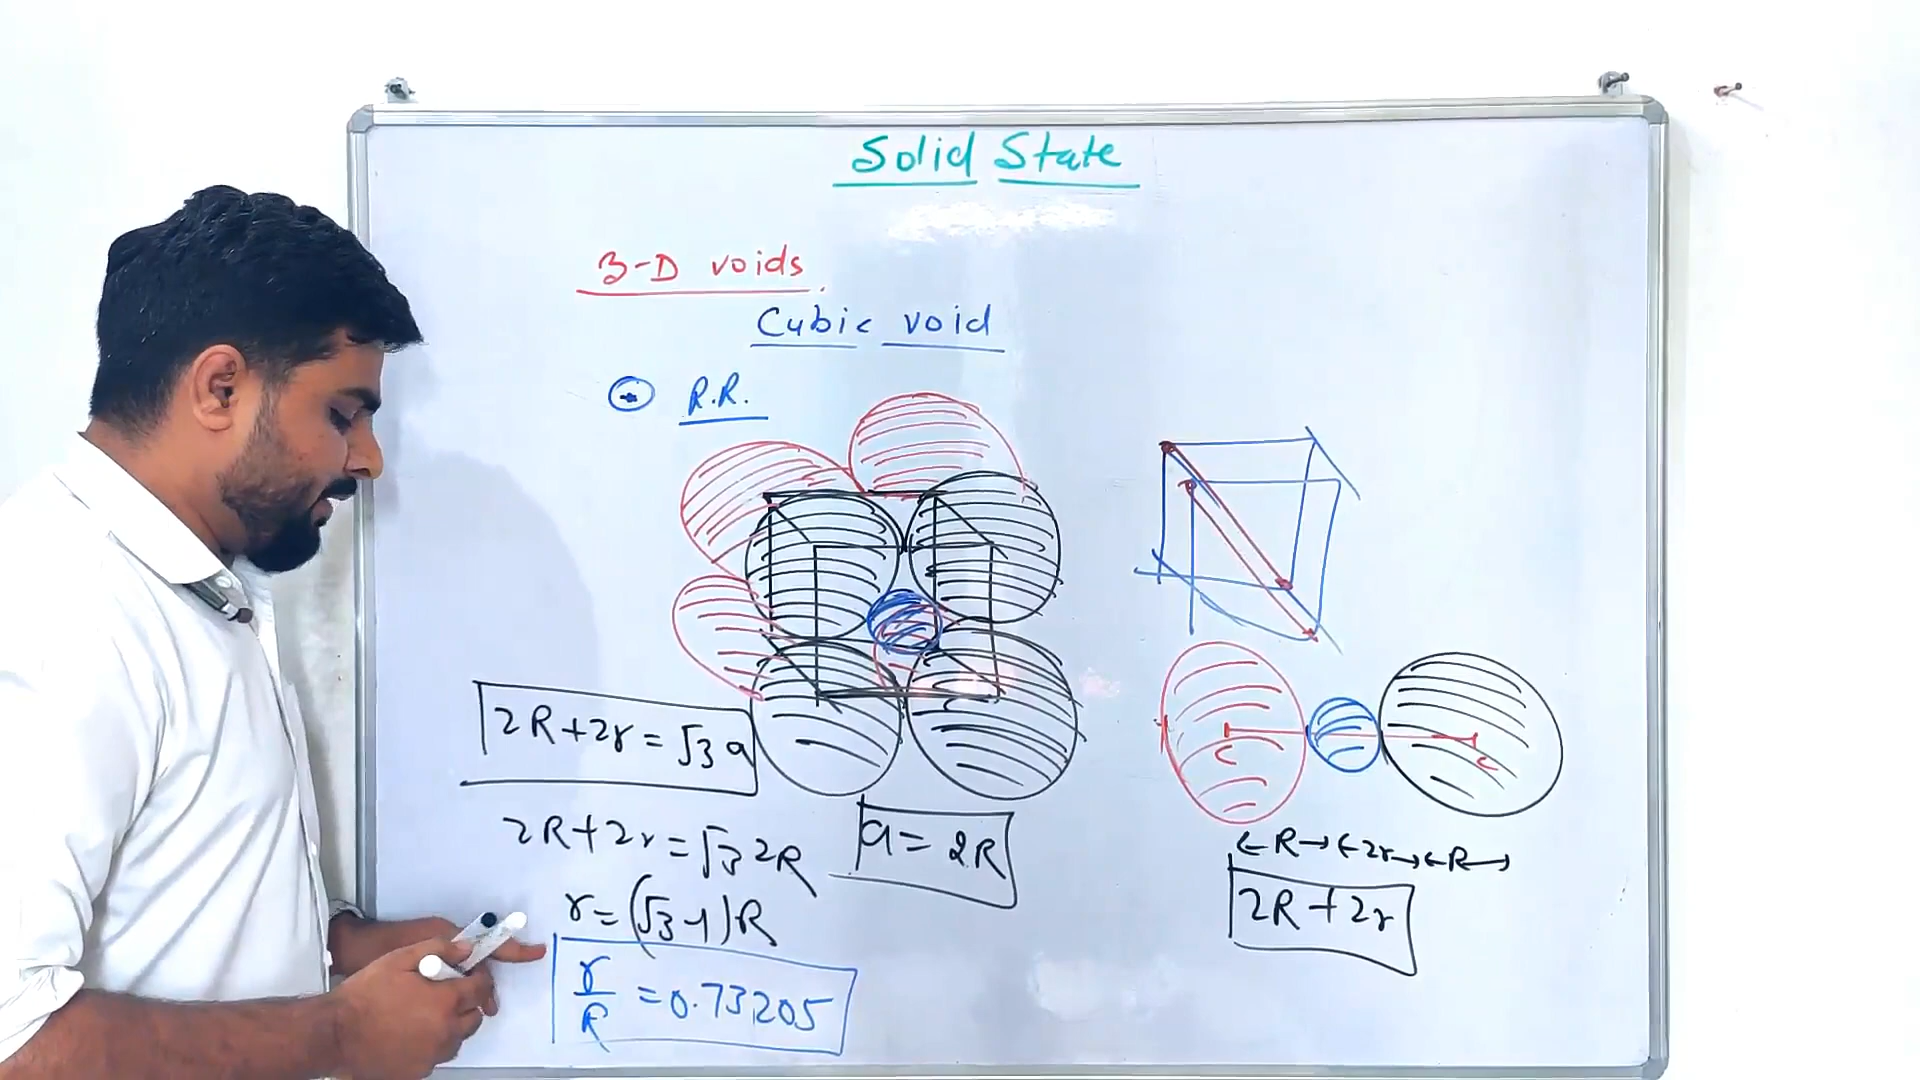 Solid State
3-D voids
Cubic void
R.R.
2R+2r = √3 a
2R+2r = √3 2R
a = 2R
r = (√3-1)R
r/R = 0.73205
C C
←R→←2r→←R→
2R+2r